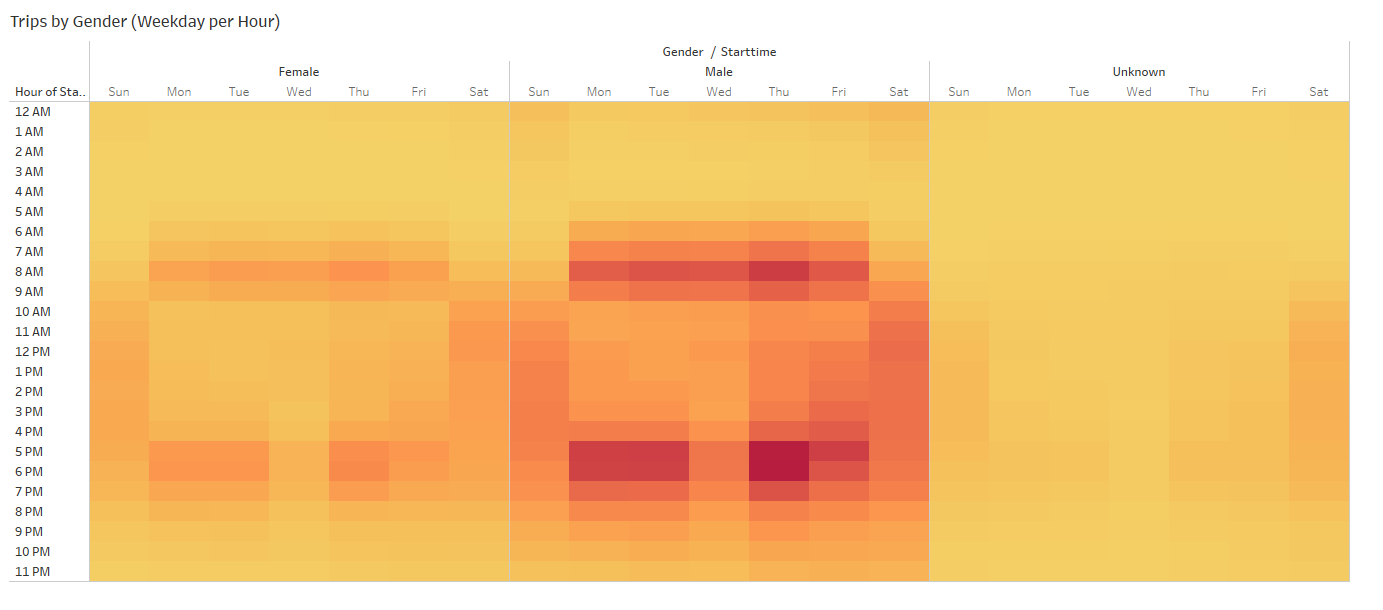 Trips by Gender (Weekday per Hour)
Gender / Starttime
Female Male Unknown
Hour of Sta.. Sun Mon Tue Wed Thu Fri Sat Sun Mon Tue Wed Thu Fri Sat Sun Mon Tue Wed Thu Fri Sat
12 AM
1 AM
2 AM
3 AM
4 AM
5 AM
6 AM
7 AM
8 AM
9 AM
10 AM
11 AM
12 PM
1 PM
2 PM
3 PM
4 PM
5 PM
6 PM
7 PM
8 PM
9 PM
10 PM
11 PM